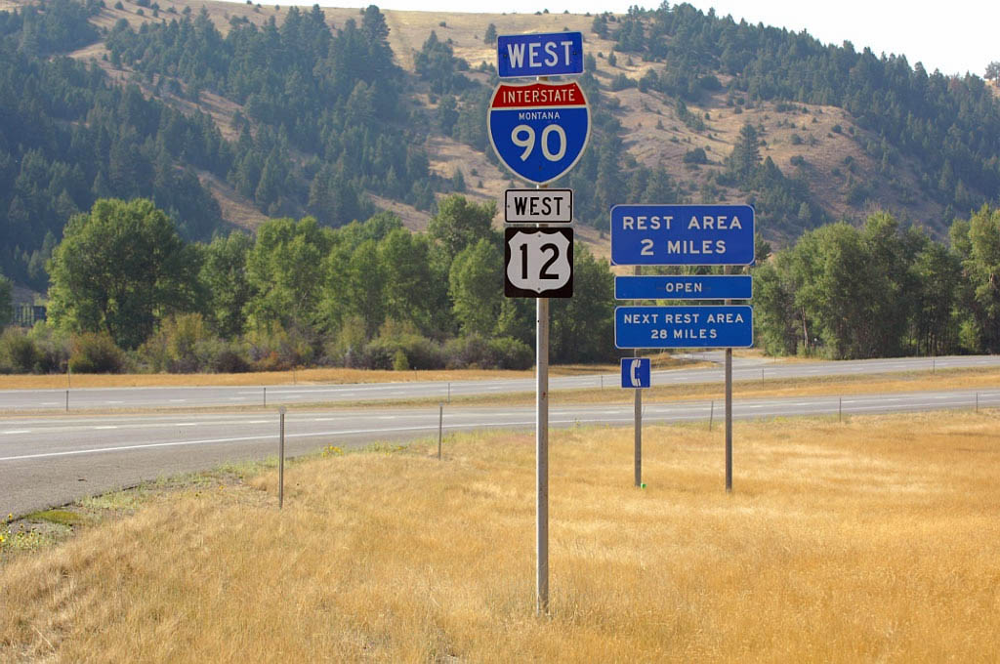 WEST
INTERSTATE
MONTANA
90
WEST
12
REST AREA
2 MILES
OPEN
NEXT REST AREA
28 MILES